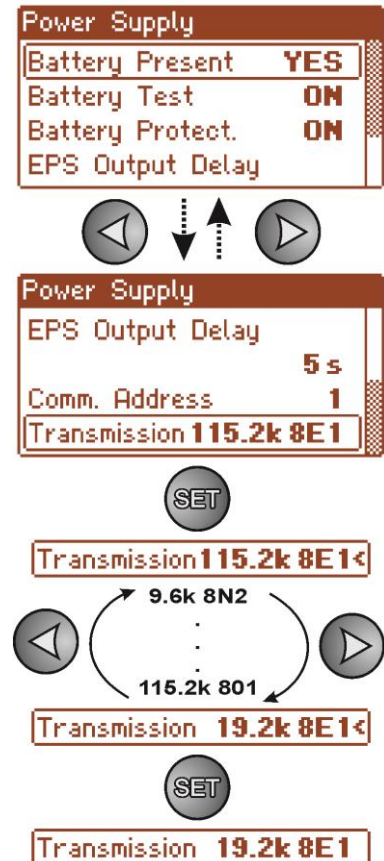 Power Supply
Battery Present YES
Battery Test ON
Battery Protect. ON
EPS Output Delay
Power Supply
EPS Output Delay
5 s
Comm. Address 1
Transmission 115.2k 8E1
SET
Transmission 115.2k 8E1<
9.6k 8N2
.
.
.
115.2k 801
Transmission 19.2k 8E1<
SET
Transmission 19.2k 8E1